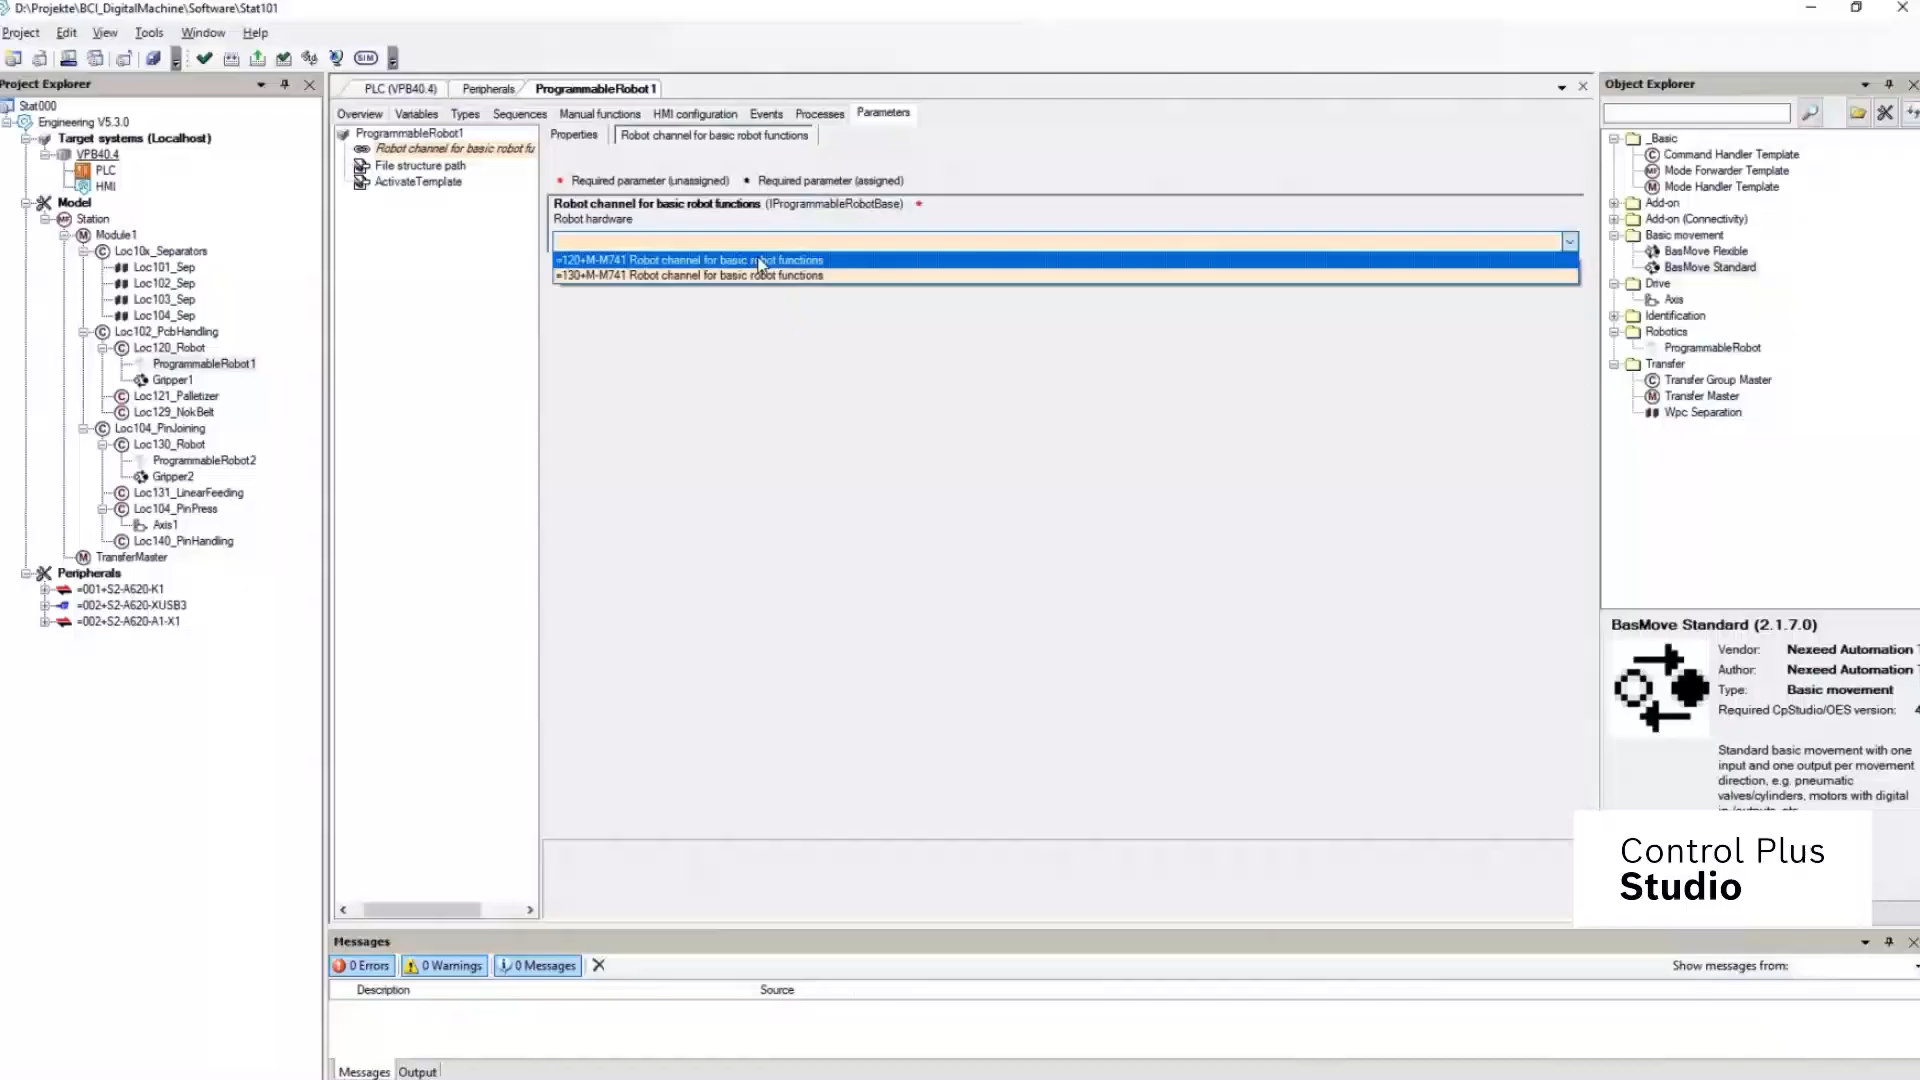 D:\Projekte\BCI_DigitalMachine\Software\Stat101
Project Edit View Tools Window Help
SIM
Project Explorer
Stat000
Engineering V5.3.0
Target systems (Localhost)
VPB40.4
PLC
HMI
Model
Station
Module1
Loc10x_Separators
Loc101_Sep
Loc102_Sep
Loc103_Sep
Loc104_Sep
Loc102_PcbHandling
Loc120_Robot
ProgrammableRobot1
Gripper1
Loc121_Palletizer
Loc129_NokBelt
Loc104_PinJoining
Loc130_Robot
ProgrammableRobot2
Gripper2
Loc131_LinearFeeding
Loc104_PinPress
Axis1
Loc140_PinHandling
TransferMaster
Peripherals
=001+S2-A620-K1
=002+S2-A620-XUSB3
=002+S2-A620-A1-X1
PLC (VPB40.4) Peripherals ProgrammableRobot1
Overview Variables Types Sequences Manual functions HMI configuration Events Processes Parameters
ProgrammableRobot1
Robot channel for basic robot fu
File structure path
ActivateTemplate
Properties Robot channel for basic robot functions
* Required parameter (unassigned) * Required parameter (assigned)
Robot channel for basic robot functions (IProgrammableRobotBase) *
Robot hardware
=120+M-M741 Robot channel for basic robot functions
=130+M-M741 Robot channel for basic robot functions
Messages
0 Errors 0 Warnings 0 Messages
Show messages from:
Description Source
Messages Output
Object Explorer
_Basic
Command Handler Template
Mode Forwarder Template
Mode Handler Template
Add-on
Add-on (Connectivity)
Basic movement
BasMove Flexible
BasMove Standard
Drive
Axis
Identification
Robotics
ProgrammableRobot
Transfer
Transfer Group Master
Transfer Master
Wpc Separation
BasMove Standard (2.1.7.0)
Vendor: Nexeed Automation
Author: Nexeed Automation
Type: Basic movement
Required CpStudio/OES version: 4
Standard basic movement with one
input and one output per movement
direction, e.g. pneumatic
valves/cylinders, motors with digital
Control Plus
Studio